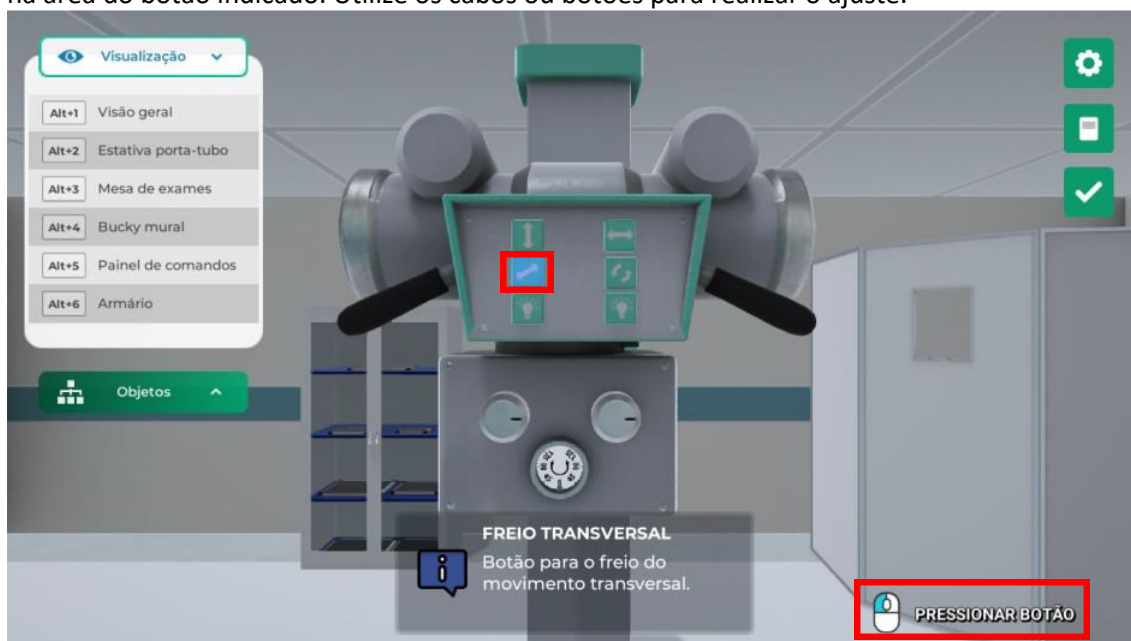 na área do botão indicado. Utilize os cabos ou botões para realizar o ajuste.
Visualização
Alt+1 Visão geral
Alt+2 Estativa porta-tubo
Alt+3 Mesa de exames
Alt+4 Bucky mural
Alt+5 Painel de comandos
Alt+6 Armário
Objetos
FREIO TRANSVERSAL
Botão para o freio do
movimento transversal.
PRESSIONAR BOTÃO